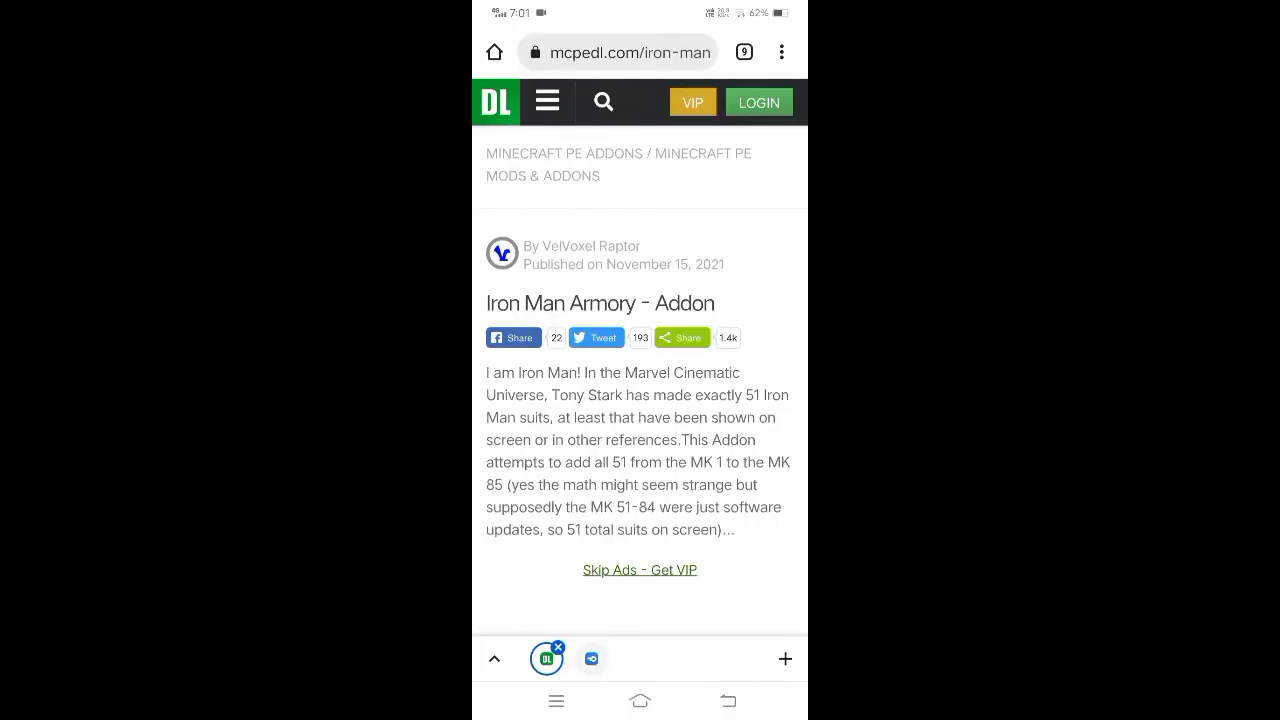 4G 7:01 62%
mcpedl.com/iron-man 9
DL VIP LOGIN
MINECRAFT PE ADDONS / MINECRAFT PE
MODS & ADDONS
By VelVoxel Raptor
Published on November 15, 2021
Iron Man Armory - Addon
Share 22 Tweet 193 Share 1.4k
I am Iron Man! In the Marvel Cinematic
Universe, Tony Stark has made exactly 51 Iron
Man suits, at least that have been shown on
screen or in other references.This Addon
attempts to add all 51 from the MK 1 to the MK
85 (yes the math might seem strange but
supposedly the MK 51-84 were just software
updates, so 51 total suits on screen)...
Skip Ads - Get VIP
DL